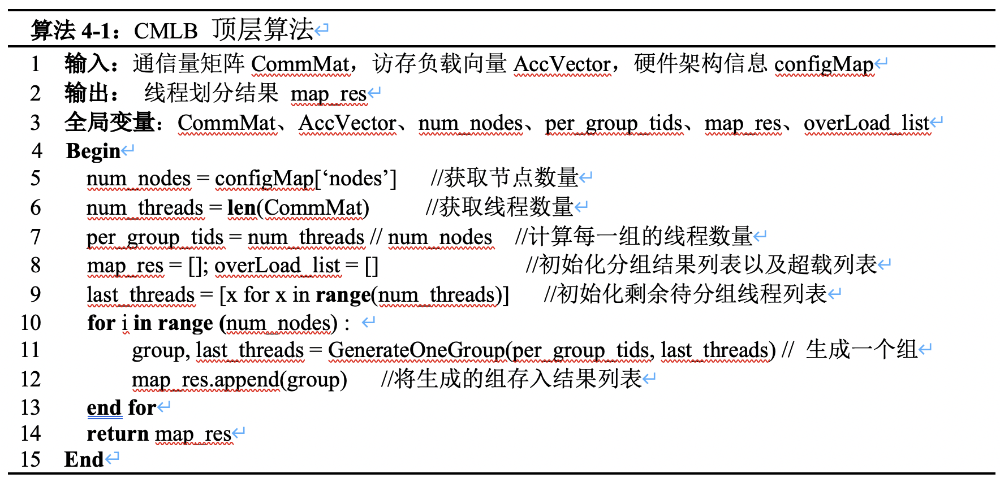 算法 4-1：CMLB 顶层算法↵
1 输入：通信量矩阵 CommMat，访存负载向量 AccVector，硬件架构信息 configMap↵
2 输出： 线程划分结果 map_res↵
3 全局变量：CommMat、AccVector、num_nodes、per_group_tids、map_res、overLoad_list↵
4 Begin↵
5 num_nodes = configMap[‘nodes’] //获取节点数量↵
6 num_threads = len(CommMat) //获取线程数量↵
7 per_group_tids = num_threads // num_nodes //计算每一组的线程数量↵
8 map_res = []; overLoad_list = [] //初始化分组结果列表以及超载列表↵
9 last_threads = [x for x in range(num_threads)] //初始化剩余待分组线程列表↵
10 for i in range (num_nodes) : ↵
11 group, last_threads = GenerateOneGroup(per_group_tids, last_threads) // 生成一个组↵
12 map_res.append(group) //将生成的组存入结果列表↵
13 end for↵
14 return map_res↵
15 End↵